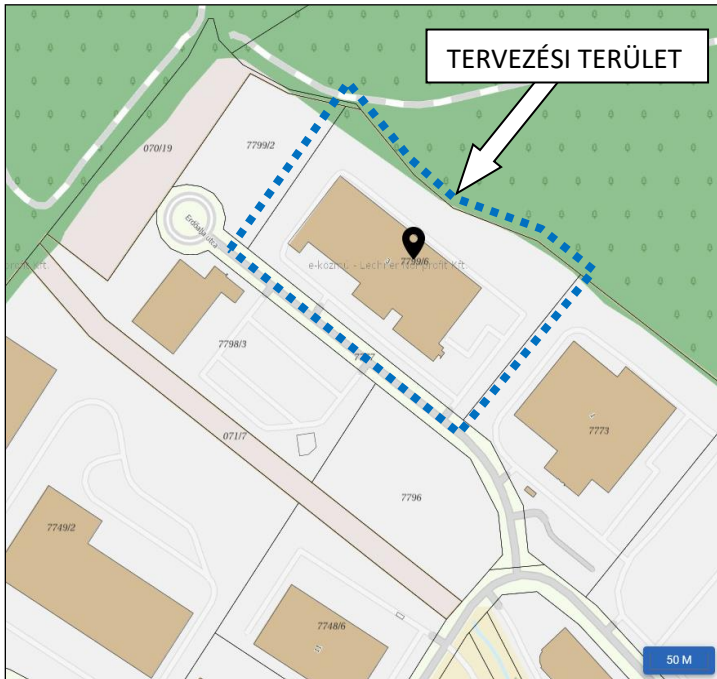 TERVEZÉSI TERÜLET
070/19
7799/2
Erdőalja utca
e-közmű - Lechner Nonprofit Kft.
7799/6
7798/3
7773
071/7
7796
7749/2
7748/6
50 M